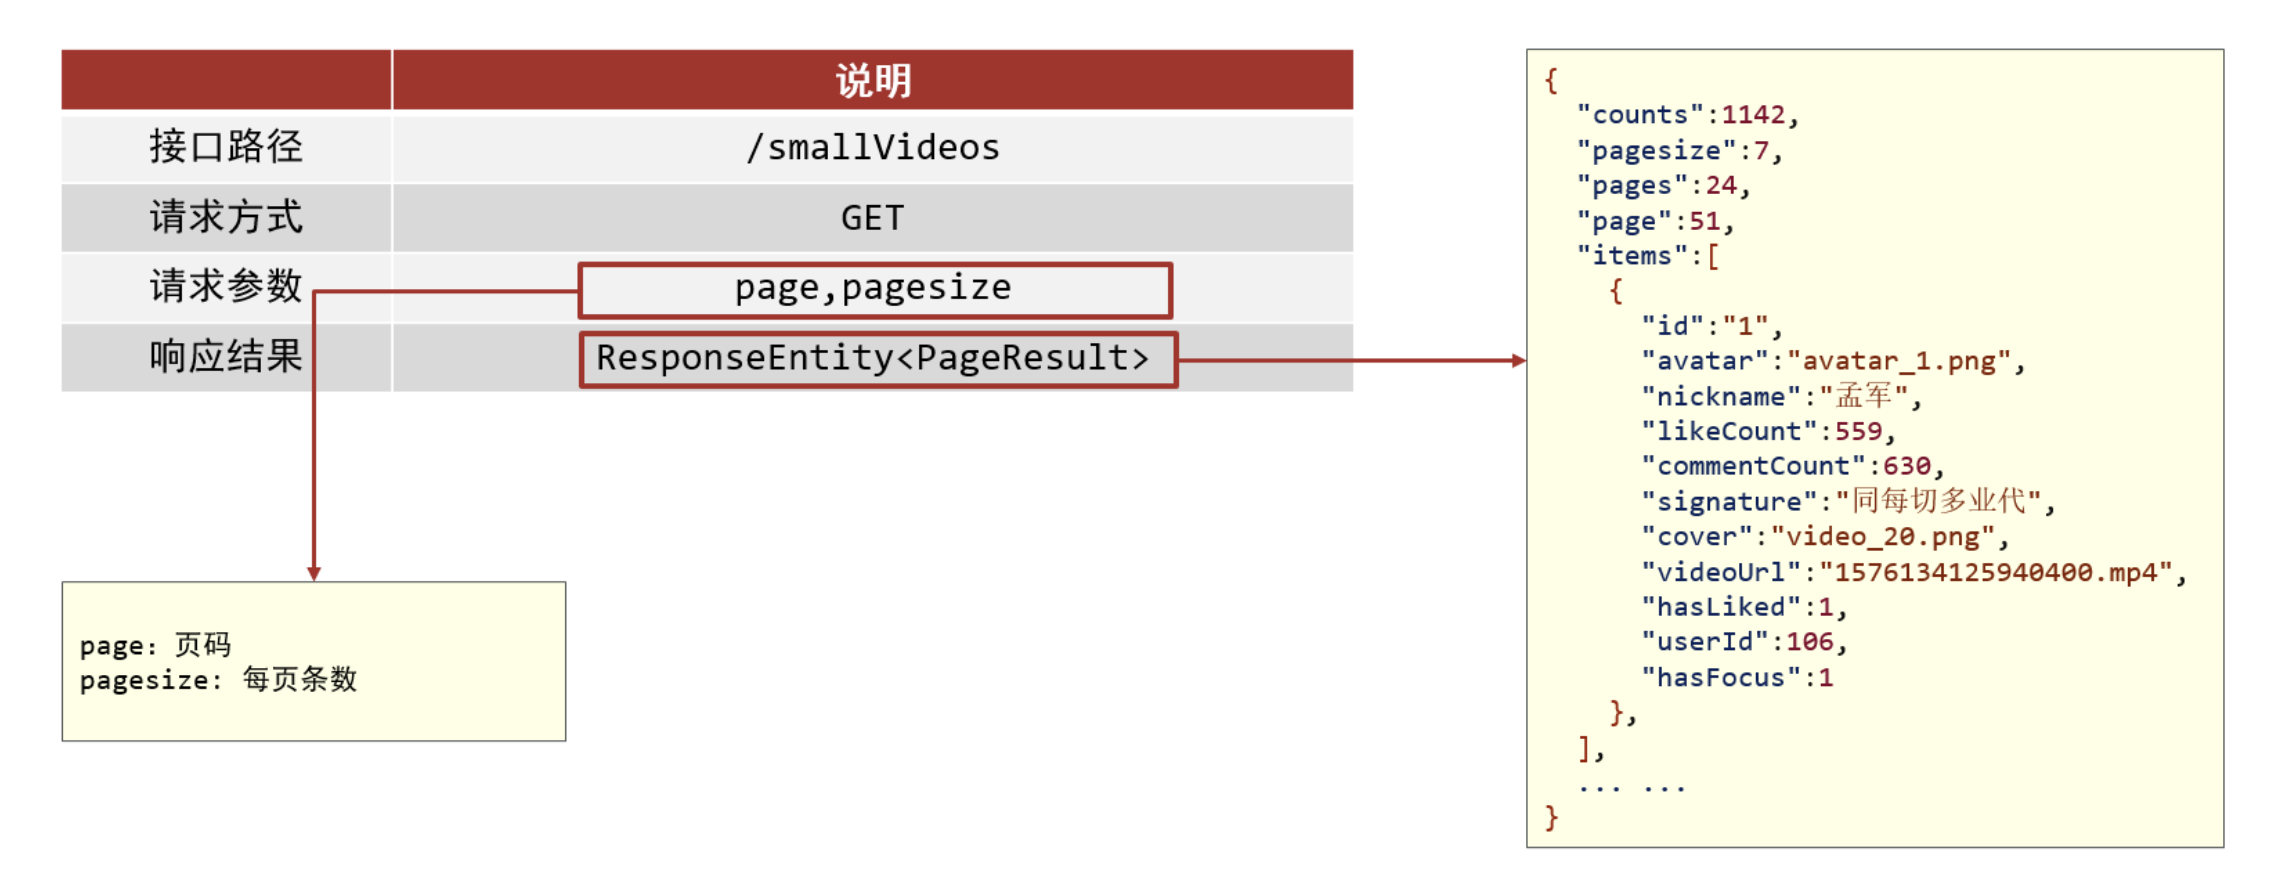 说明
接口路径 /smallVideos
请求方式 GET
请求参数 page,pagesize
响应结果 ResponseEntity<PageResult>
page: 页码
pagesize: 每页条数
{
"counts":1142,
"pagesize":7,
"pages":24,
"page":51,
"items":[
{
"id":"1",
"avatar":"avatar_1.png",
"nickname":"孟军",
"likeCount":559,
"commentCount":630,
"signature":"同每切多业代",
"cover":"video_20.png",
"videoUrl":"1576134125940400.mp4",
"hasLiked":1,
"userId":106,
"hasFocus":1
},
],
... ...
}